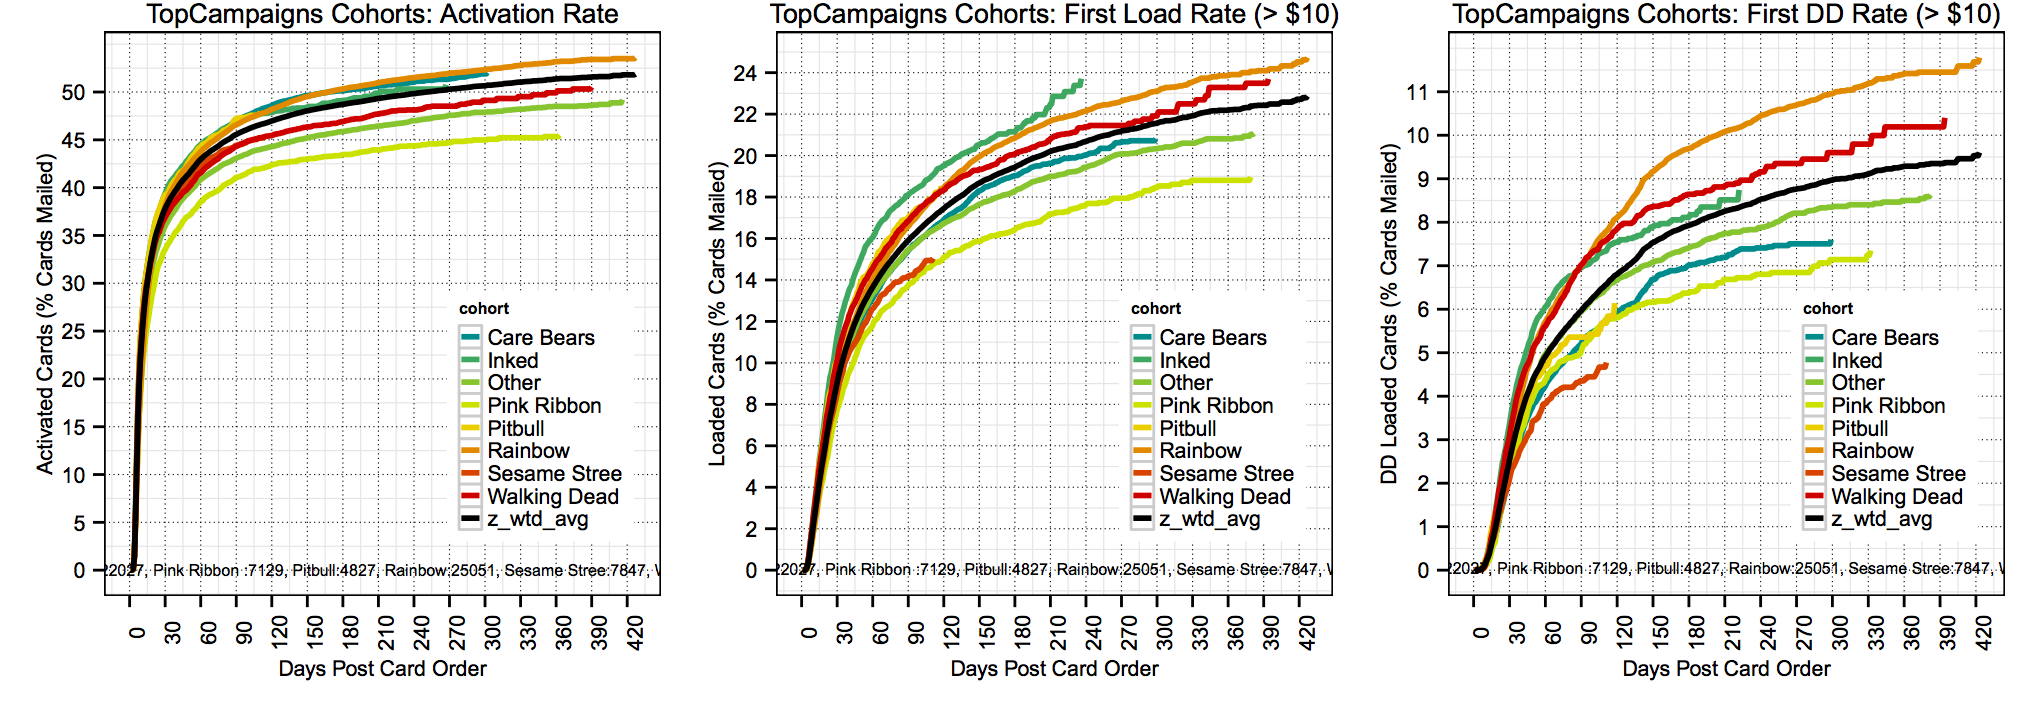 TopCampaigns Cohorts: Activation Rate
Activated Cards (% Cards Mailed)
50
45
40
35
30
25
20
15
10
5
0
cohort
Care Bears
Inked
Other
Pink Ribbon
Pitbull
Rainbow
Sesame Stree
Walking Dead
z_wtd_avg
22027, Pink Ribbon :7129, Pitbull:4827, Rainbow:25051, Sesame Stree:7847,
0 30 60 90 120 150 180 210 240 270 300 330 360 390 420
Days Post Card Order
TopCampaigns Cohorts: First Load Rate (> $10)
Loaded Cards (% Cards Mailed)
24
22
20
18
16
14
12
10
8
6
4
2
0
cohort
Care Bears
Inked
Other
Pink Ribbon
Pitbull
Rainbow
Sesame Stree
Walking Dead
z_wtd_avg
22027, Pink Ribbon :7129, Pitbull:4827, Rainbow:25051, Sesame Stree:7847,
0 30 60 90 120 150 180 210 240 270 300 330 360 390 420
Days Post Card Order
TopCampaigns Cohorts: First DD Rate (> $10)
DD Loaded Cards (% Cards Mailed)
11
10
9
8
7
6
5
4
3
2
1
0
cohort
Care Bears
Inked
Other
Pink Ribbon
Pitbull
Rainbow
Sesame Stree
Walking Dead
z_wtd_avg
22027, Pink Ribbon :7129, Pitbull:4827, Rainbow:25051, Sesame Stree:7847,
0 30 60 90 120 150 180 210 240 270 300 330 360 390 420
Days Post Card Order